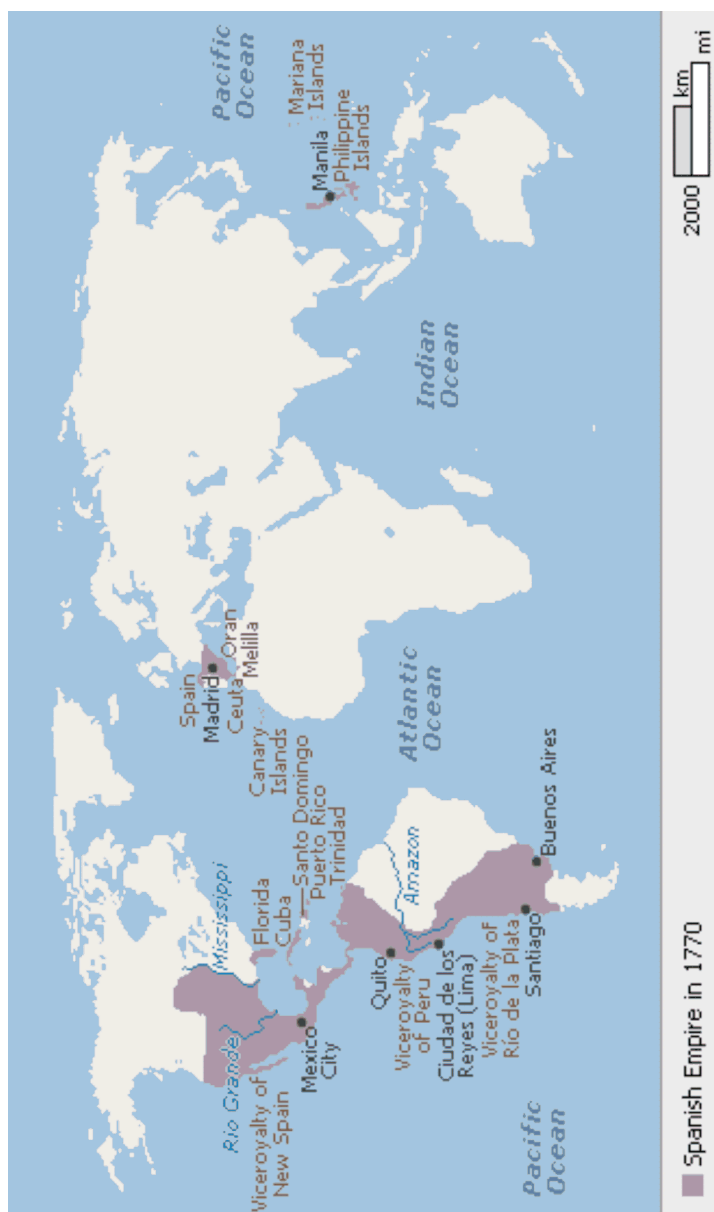 Pacific
Ocean
Mariana
Islands
Manila
Philippine
Islands
Indian
Ocean
Spain
Madrid
Ceuta
Oran
Melilla
Canary
Islands
Atlantic
Ocean
Santo Domingo
Puerto Rico
Trinidad
Mississippi
Florida
Cuba
Rio Grande
Viceroyalty of
New Spain
Mexico
City
Amazon
Quito
Viceroyalty
of Peru
Ciudad de los
Reyes (Lima)
Viceroyalty of
Río de la Plata
Santiago
Buenos Aires
Pacific
Ocean
Spanish Empire in 1770
2000
km
mi